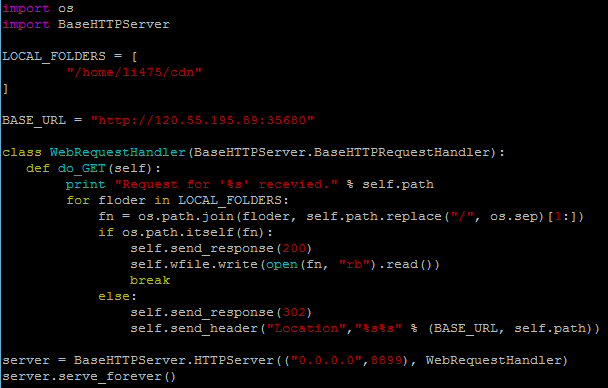 import os
import BaseHTTPServer
LOCAL_FOLDERS = [
"/home/li475/cdn"
]
BASE_URL = "http://120.55.195.89:35680"
class WebRequestHandler(BaseHTTPServer.BaseHTTPRequestHandler):
def do_GET(self):
print "Request for '%s' recevied." % self.path
for floder in LOCAL_FOLDERS:
fn = os.path.join(floder, self.path.replace("/", os.sep)[1:])
if os.path.itself(fn):
self.send_response(200)
self.wfile.write(open(fn, "rb").read())
break
else:
self.send_response(302)
self.send_header("Location","%s%s" % (BASE_URL, self.path))
server = BaseHTTPServer.HTTPServer(("0.0.0.0",8899), WebRequestHandler)
server.serve_forever()